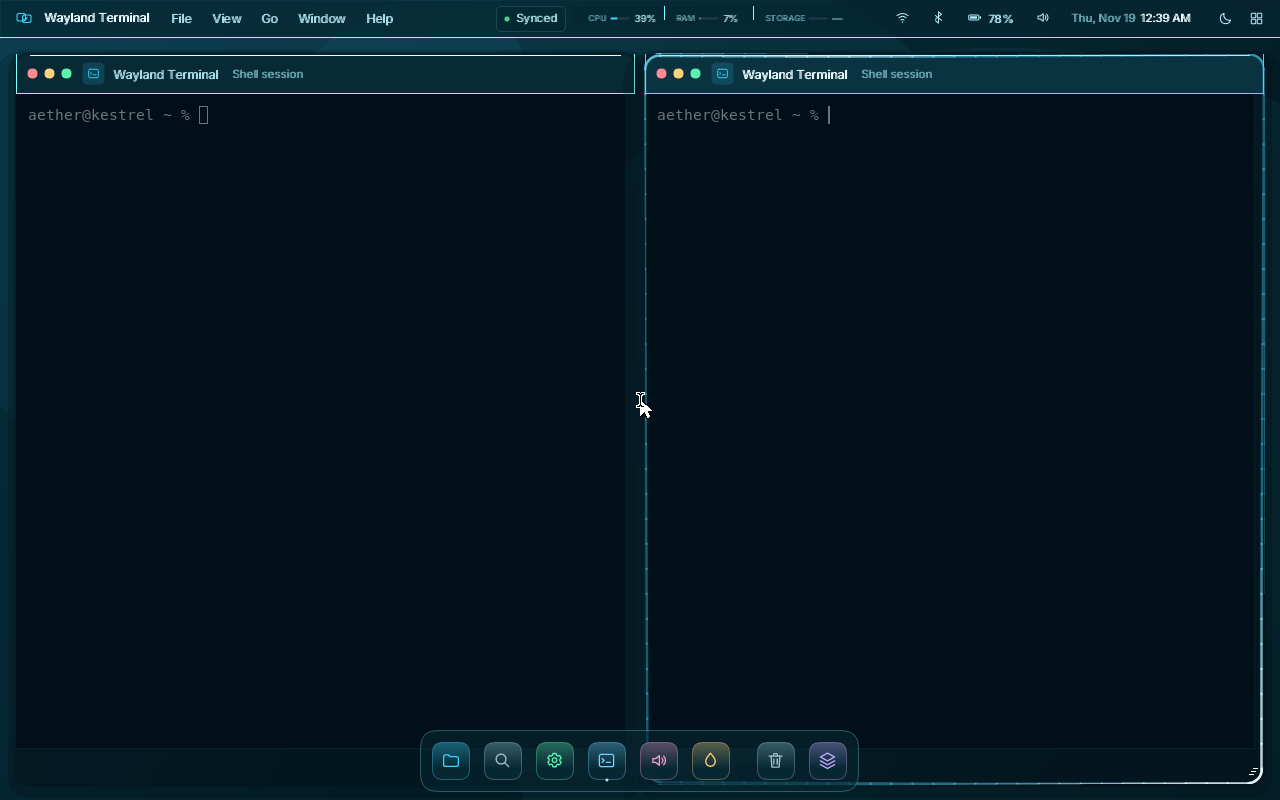 Wayland Terminal File View Go Window Help Synced CPU 39% RAM 7% STORAGE — 78% Thu, Nov 19 12:39 AM
Wayland Terminal Shell session
aether@kestrel ~ %
Wayland Terminal Shell session
aether@kestrel ~ %